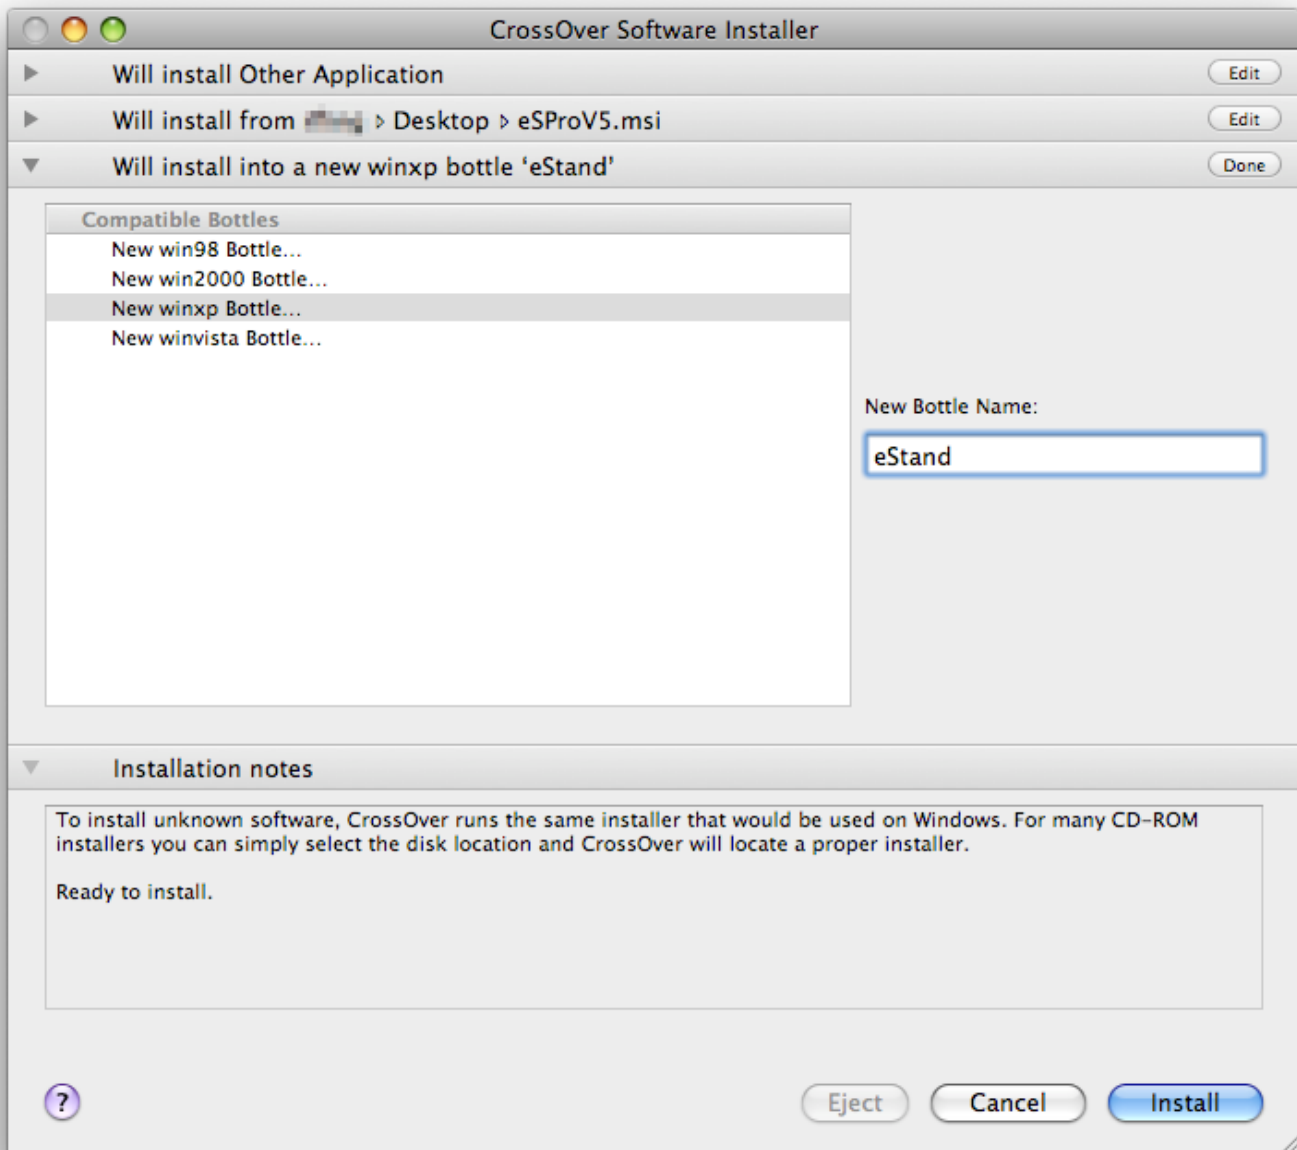 CrossOver Software Installer
Will install Other Application
Edit
Will install from ▹ Desktop ▹ eSProV5.msi
Edit
Will install into a new winxp bottle ‘eStand’
Done
Compatible Bottles
New win98 Bottle...
New win2000 Bottle...
New winxp Bottle...
New winvista Bottle...
New Bottle Name:
eStand
Installation notes
To install unknown software, CrossOver runs the same installer that would be used on Windows. For many CD-ROM
installers you can simply select the disk location and CrossOver will locate a proper installer.
Ready to install.
?
Eject
Cancel
Install